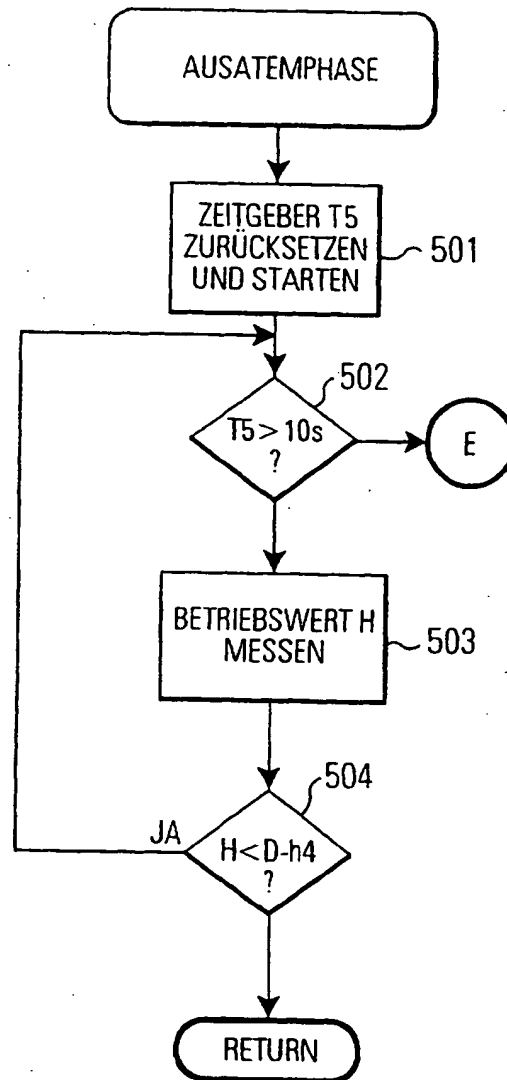 AUSATEMPHASE
ZEITGEBER T5
ZURÜCKSETZEN
UND STARTEN
501
502
T5 > 10s
?
E
BETRIEBSWERT H
MESSEN
503
504
JA
H<D-h4
?
RETURN